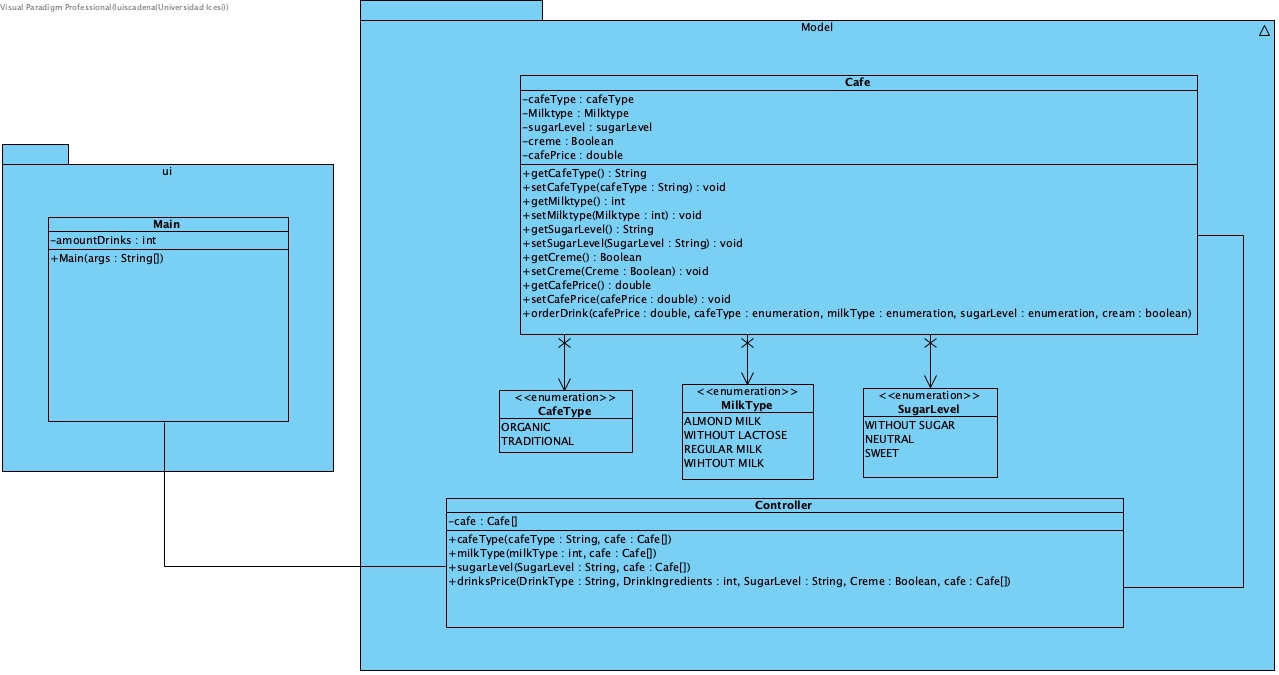 Visual Paradigm Professional(luiscadena(Universidad Icesi))
Model
Cafe
-cafeType : cafeType
-Milktype : Milktype
-sugarLevel : sugarLevel
-creme : Boolean
-cafePrice : double
+getCafeType() : String
+setCafeType(cafeType : String) : void
+getMilktype() : int
+setMilktype(Milktype : int) : void
+getSugarLevel() : String
+setSugarLevel(SugarLevel : String) : void
+getCreme() : Boolean
+setCreme(Creme : Boolean) : void
+getCafePrice() : double
+setCafePrice(cafePrice : double) : void
+orderDrink(cafePrice : double, cafeType : enumeration, milkType : enumeration, sugarLevel : enumeration, cream : boolean)
ui
Main
-amountDrinks : int
+Main(args : String[])
<<enumeration>>
CafeType
ORGANIC
TRADITIONAL
<<enumeration>>
MilkType
ALMOND MILK
WITHOUT LACTOSE
REGULAR MILK
WIHTOUT MILK
<<enumeration>>
SugarLevel
WITHOUT SUGAR
NEUTRAL
SWEET
Controller
-cafe : Cafe[]
+cafeType(cafeType : String, cafe : Cafe[])
+milkType(milkType : int, cafe : Cafe[])
+sugarLevel(SugarLevel : String, cafe : Cafe[])
+drinksPrice(DrinkType : String, DrinkIngredients : int, SugarLevel : String, Creme : Boolean, cafe : Cafe[])